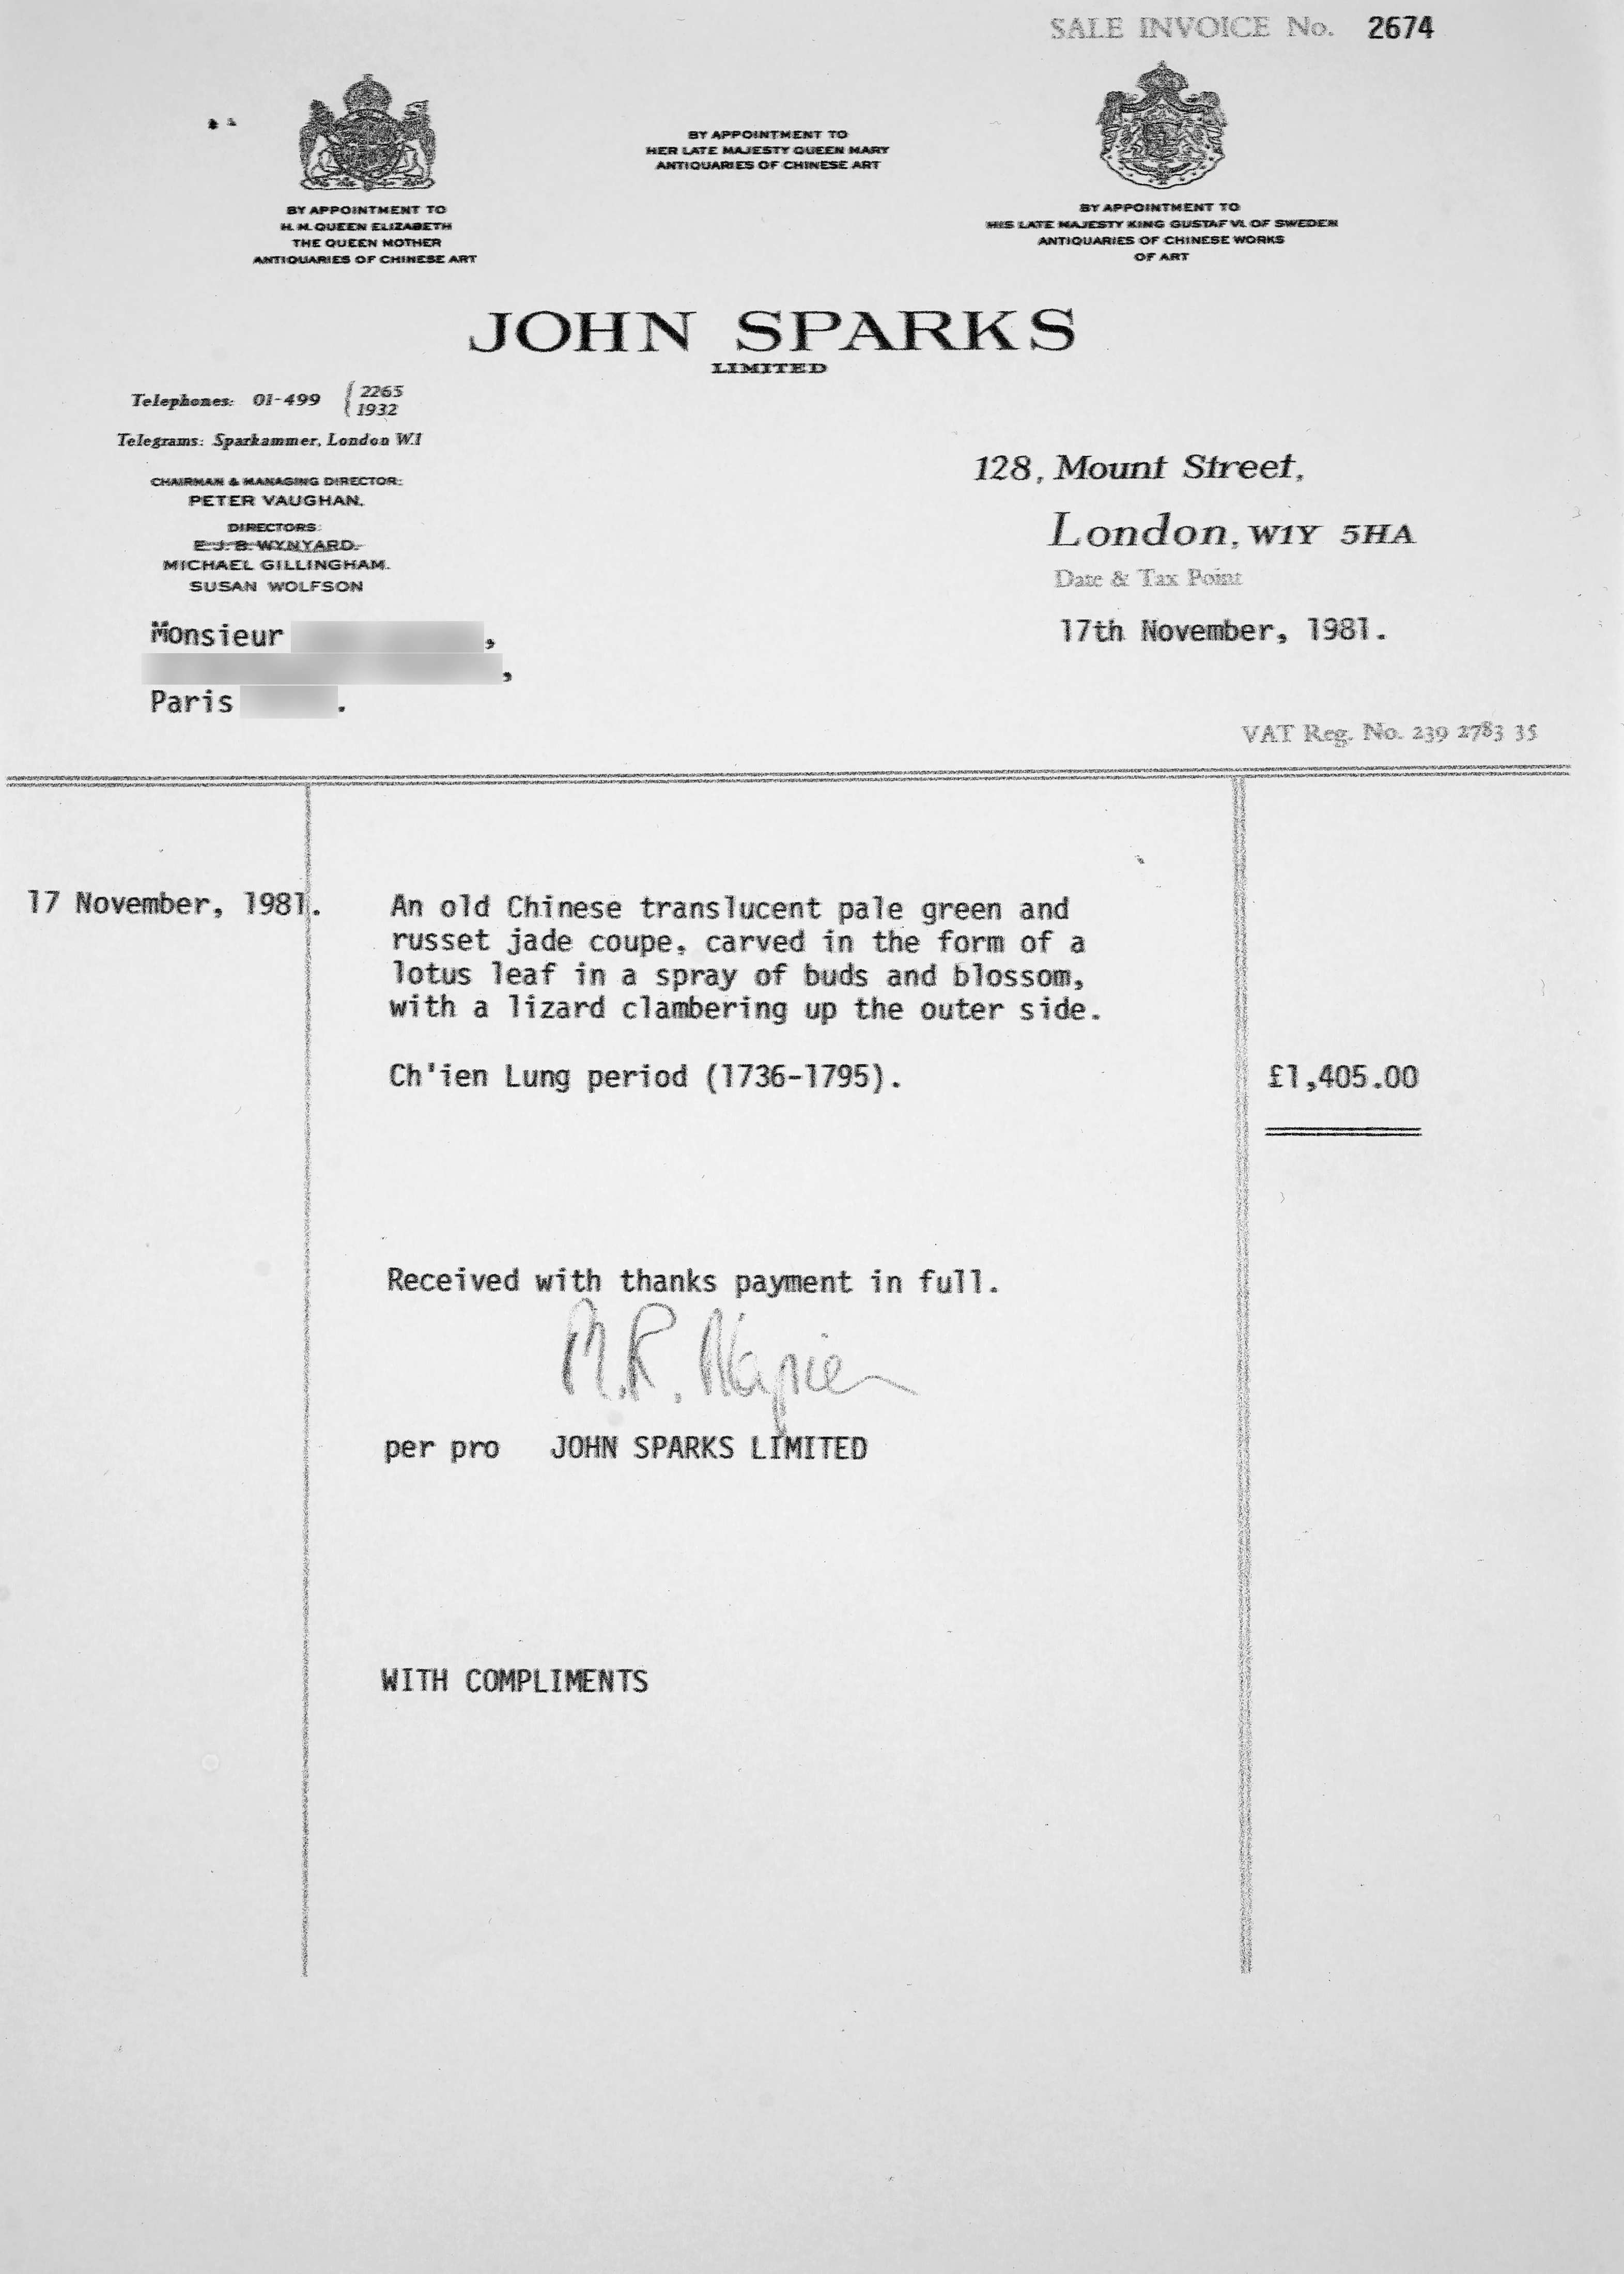 SALE INVOICE No. 2674
BY APPOINTMENT TO
H. M. QUEEN ELIZABETH
THE QUEEN MOTHER
ANTIQUARIES OF CHINESE ART
BY APPOINTMENT TO
HER LATE MAJESTY QUEEN MARY
ANTIQUARIES OF CHINESE ART
BY APPOINTMENT TO
HIS LATE MAJESTY KING GUSTAF VI. OF SWEDEN
ANTIQUARIES OF CHINESE WORKS
OF ART
JOHN SPARKS
LIMITED
Telephones: 01-499 { 2265
1932
Telegrams: Sparkammer, London W.1
CHAIRMAN & MANAGING DIRECTOR:
PETER VAUGHAN.
DIRECTORS:
E. J. B. WYNYARD.
MICHAEL GILLINGHAM.
SUSAN WOLFSON
128, Mount Street,
London, W1Y 5HA
Date & Tax Point
17th November, 1981.
Monsieur ,
,
Paris .
VAT Reg. No. 239 2783 35
17 November, 1981.
An old Chinese translucent pale green and
russet jade coupe, carved in the form of a
lotus leaf in a spray of buds and blossom,
with a lizard clambering up the outer side.
Ch'ien Lung period (1736-1795). £1,405.00
Received with thanks payment in full.
M.R. Napier
per pro JOHN SPARKS LIMITED
WITH COMPLIMENTS